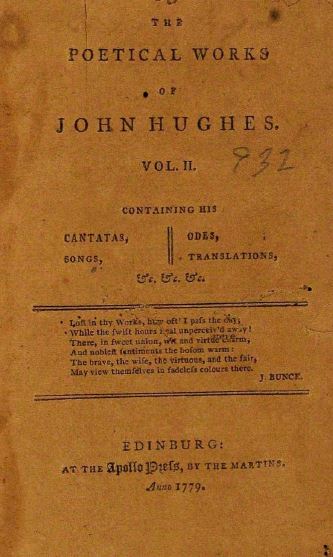 THE
POETICAL WORKS
OF
JOHN HUGHES.
VOL. II. 932
CONTAINING HIS
CANTATAS, ODES,
SONGS, TRANSLATIONS,
&c. &c. &c.
Loſt in thy Works, how oft' I paſs the day,
While the ſwift hours ſteal unperceiv'd away!
There, in ſweet union, wit and virtue charm,
And nobleſt ſentiments the boſom warm:
The brave, the wiſe, the virtuous, and the fair,
May view themſelves in fadeleſs colours there.
J. BUNCE.
EDINBURG:
AT THE Apollo Preſs, BY THE MARTINS.
Anno 1779.